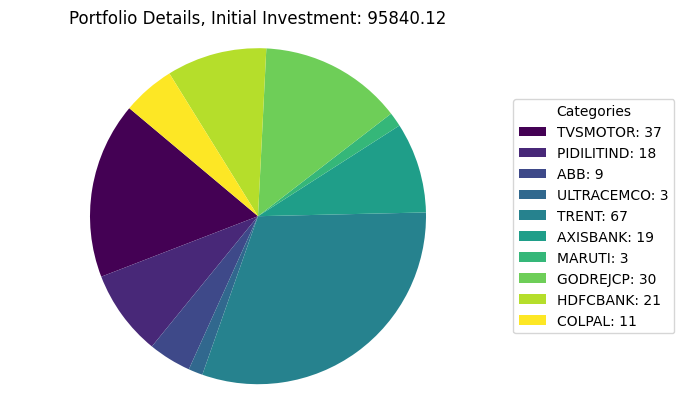 Portfolio Details, Initial Investment: 95840.12
Categories
TVSMOTOR: 37
PIDILITIND: 18
ABB: 9
ULTRACEMCO: 3
TRENT: 67
AXISBANK: 19
MARUTI: 3
GODREJCP: 30
HDFCBANK: 21
COLPAL: 11